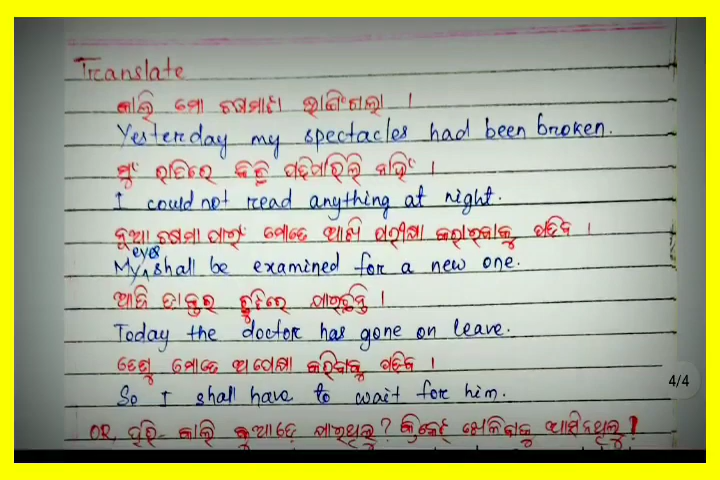 Translate
କାଲି ମୋ ଚଷମାଟା ଭାଙ୍ଗିଗଲା ।
Yesterday my spectacles had been broken.
ମୁଁ ରାତିରେ କିଛି ପଢ଼ିପାରିଲି ନାହିଁ ।
I could not read anything at night.
ନୂଆ ଚଷମା ପାଇଁ ମୋତେ ଆଖି ପରୀକ୍ଷା କରାଇବାକୁ ପଡିବ ।
eyes
My ^ shall be examined for a new one.
ଆଜି ଡାକ୍ତର ଛୁଟିରେ ଯାଇଛନ୍ତି ।
Today the doctor has gone on leave.
ତେଣୁ ମୋତେ ଅପେକ୍ଷା କରିବାକୁ ପଡିବ ।
So I shall have to wait for him.
4/4
OR, ହରି- କାଲି କୁଆଡେ ଯାଇଥିଲୁ? କ୍ରିକେଟ୍ ଖେଳିବାକୁ ଆସିନଥିଲୁ!